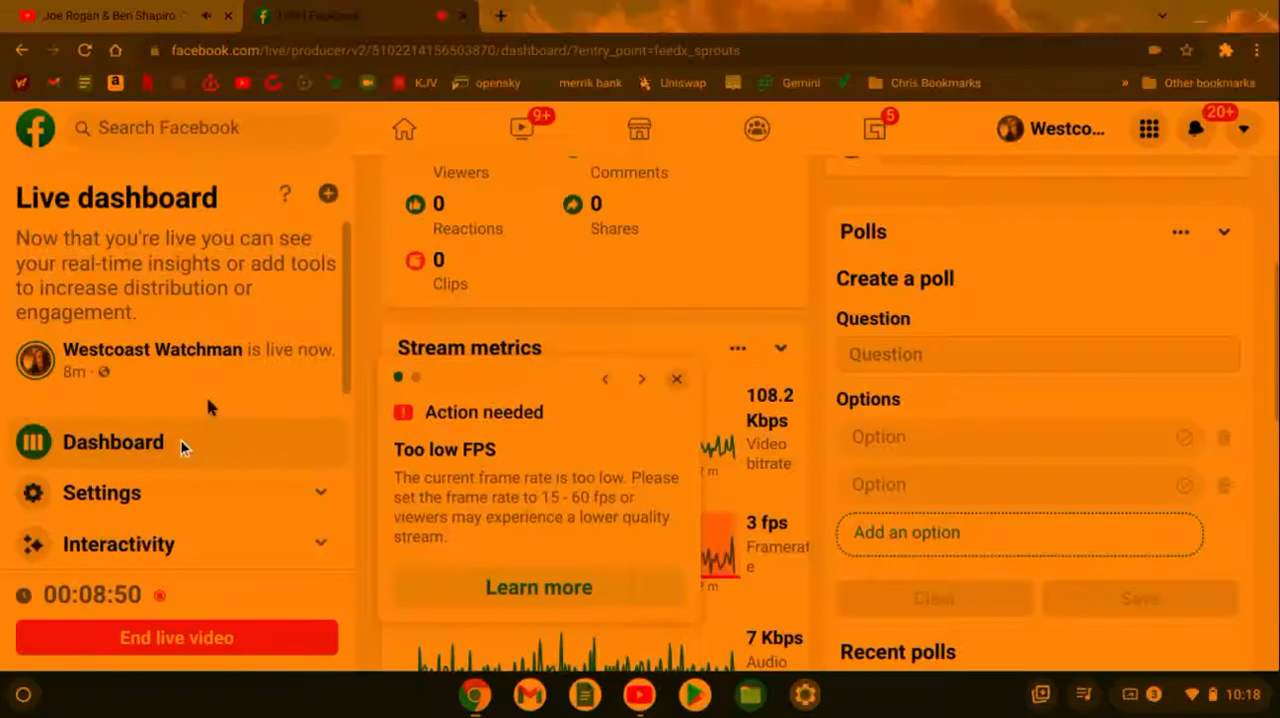 Joe Rogan & Ben Shapiro
Facebook
facebook.com/live/producer/v2/5102214156503870/dashboard/?entry_point=feedx_sprouts
KJV
opensky
merrik bank
Uniswap
Gemini
Chris Bookmarks
»
Other bookmarks
Search Facebook
9+
5
Westco...
20+
Live dashboard
?
Now that you're live you can see
your real-time insights or add tools
to increase distribution or
engagement.
Westcoast Watchman is live now.
8m ·
Dashboard
Settings
Interactivity
00:08:50
End live video
Viewers
Comments
0
Reactions
0
Shares
0
Clips
Stream metrics
Action needed
Too low FPS
The current frame rate is too low. Please
set the frame rate to 15 - 60 fps or
viewers may experience a lower quality
stream.
Learn more
108.2
Kbps
Video
bitrate
m
3 fps
Framerat
e
m
7 Kbps
Audio
Polls
Create a poll
Question
Question
Options
Option
Option
Add an option
Clear
Save
Recent polls
3
10:18